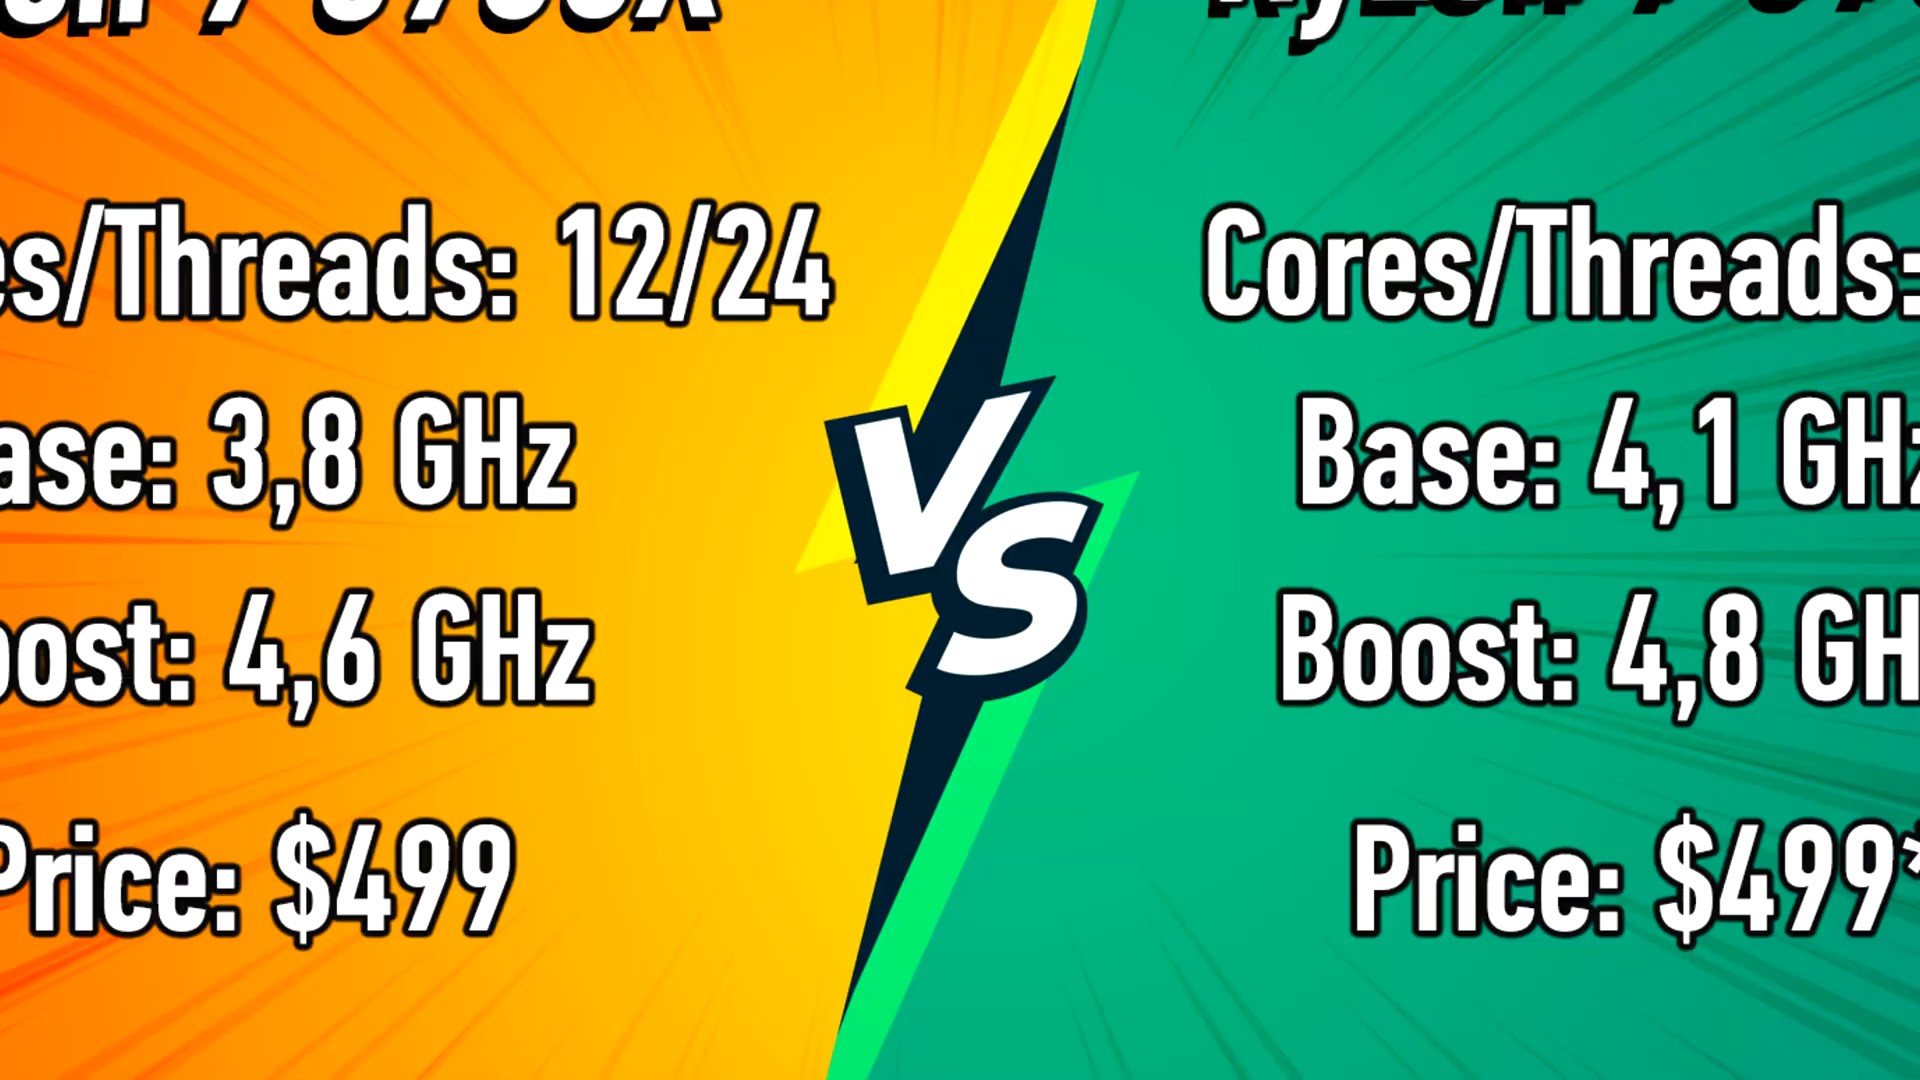 es/Threads: 12/24
ase: 3,8 GHz
oost: 4,6 GHz
Price: $499
VS
Cores/Threads:
Base: 4,1 GHz
Boost: 4,8 GH
Price: $499*